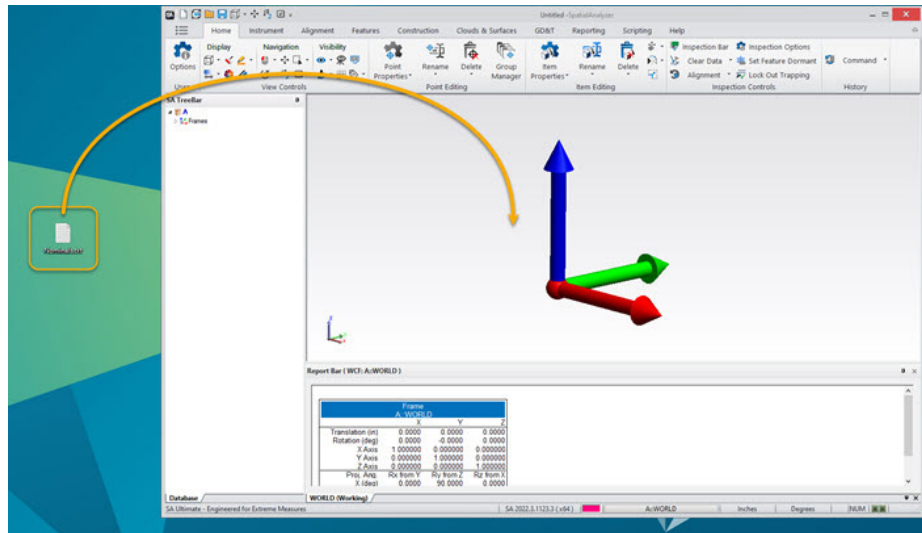 Untitled -SpatialAnalyzer
Home Instrument Alignment Features Construction Clouds & Surfaces GD&T Reporting Scripting Help
Display Navigation Visibility
Inspection Bar Inspection Options
Options Point Properties Rename Delete Group Manager Item Properties Rename Delete Clear Data Set Feature Dormant Command
Alignment Lock Out Trapping
View Controls Point Editing Item Editing Inspection Controls History
SA TreeBar
A
Frames
Report Bar ( WCF: A::WORLD )
Frame
A::WORLD
X Y Z
Translation (in) 0.0000 0.0000 0.0000
Rotation (deg) 0.0000 -0.0000 0.0000
X Axis 1.000000 0.000000 0.000000
Y Axis 0.000000 1.000000 0.000000
Z Axis 0.000000 0.000000 1.000000
Proj. Ang. Rx from Y Ry from Z Rz from X
X (deg) 0.0000 90.0000 0.0000
Database WORLD (Working)
SA Ultimate - Engineered for Extreme Measures SA 2022.3.1123.3 (x64) A::WORLD Inches Degrees NUM